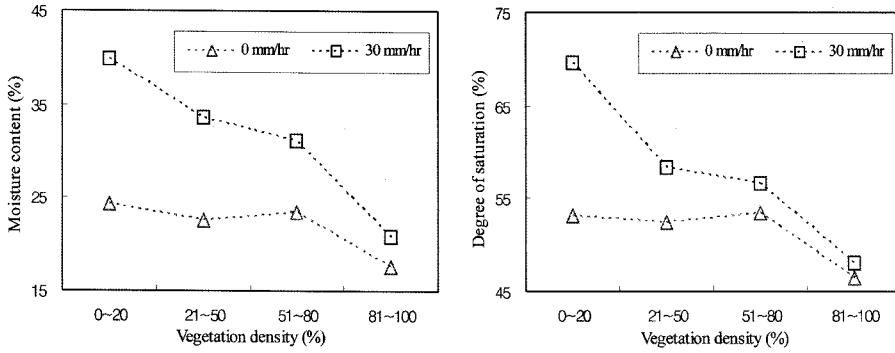 45
35
25
15
Moisture content (%)
0 mm/hr
30 mm/hr
0~20
21~50
51~80
81~100
Vegetation density (%)
75
65
55
45
Degree of saturation (%)
0 mm/hr
30 mm/hr
0~20
21~50
51~80
81~100
Vegetation density (%)